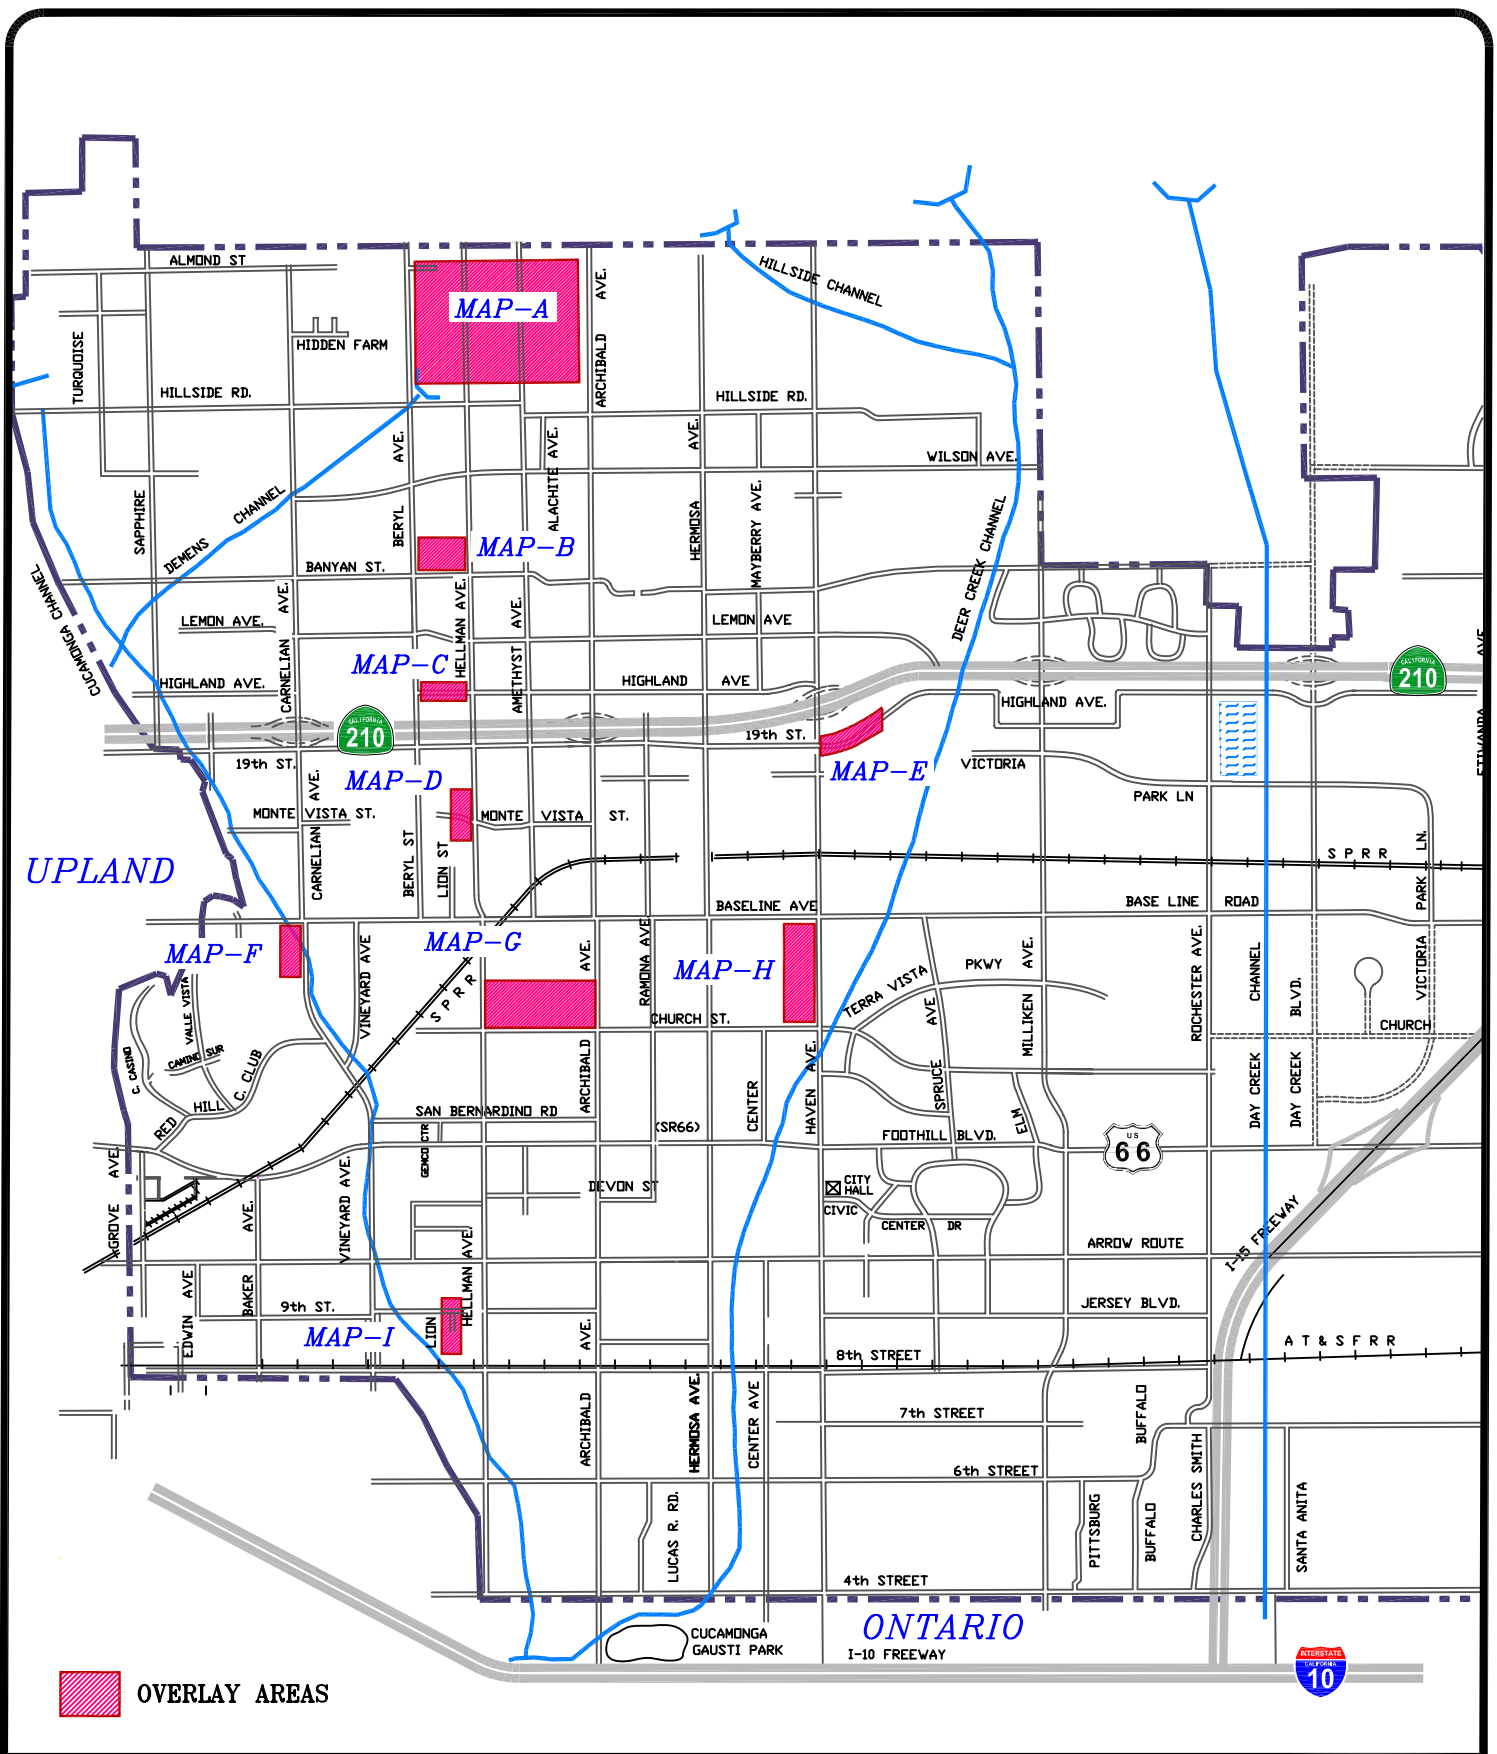 ALMOND ST
MAP-A
AVE.
HILLSIDE CHANNEL
TURQUOISE
HIDDEN FARM
ARCHIBALD
HILLSIDE RD.
HILLSIDE RD.
AVE.
AVE.
ALACHITE AVE.
WILSON AVE.
SAPPHIRE
DEMENS CHANNEL
BERYL
HERMOSA
MAYBERRY AVE.
DEER CREEK CHANNEL
MAP-B
BANYAN ST.
CUCAMONGA CHANNEL
AVE.
HELLMAN AVE.
AVE.
LEMON AVE.
LEMON AVE
CARNELIAN
AMETHYST
MAP-C
HIGHLAND AVE.
HIGHLAND AVE
CALIFORNIA
210
HIGHLAND AVE.
CALIFORNIA
210
19th ST.
19th ST.
MAP-D
MAP-E
VICTORIA
PARK LN
AVE.
MONTE VISTA ST.
MONTE VISTA ST.
CARNELIAN
BERYL ST
LION ST
UPLAND
S P R R
PARK LN.
BASELINE AVE
BASE LINE ROAD
MAP-F
VINEYARD AVE
MAP-G
AVE.
RAMONA AVE
MAP-H
PKWY
AVE.
ROCHESTER AVE.
CHANNEL
BLVD.
VICTORIA
VALLE VISTA
S P R R
TERRA VISTA
AVE
MILLIKEN
CHURCH ST.
CHURCH
C. CASINO
CAMINO SUR
C. CLUB
ARCHIBALD
CENTER
HAVEN AVE.
SPRUCE
ELM
DAY CREEK
DAY CREEK
RED HILL
SAN BERNARDINO RD
(SR66)
FOOTHILL BLVD.
US
66
GEMCO CTR
GROVE AVE.
VINEYARD AVE.
DEVON ST
CITY
HALL
CIVIC
CENTER DR
AVE.
HELLMAN AVE.
ARROW ROUTE
I-15 FREEWAY
EDWIN AVE
BAKER
9th ST.
LION
AVE.
JERSEY BLVD.
MAP-I
8th STREET
A T & S F R R
ARCHIBALD
HERMOSA AVE.
CENTER AVE
7th STREET
BUFFALO
6th STREET
CHARLES SMITH
LUCAS R. RD.
PITTSBURG
BUFFALO
SANTA ANITA
4th STREET
ONTARIO
CUCAMONGA
GAUSTI PARK
I-10 FREEWAY
INTERSTATE
CALIFORNIA
10
OVERLAY AREAS